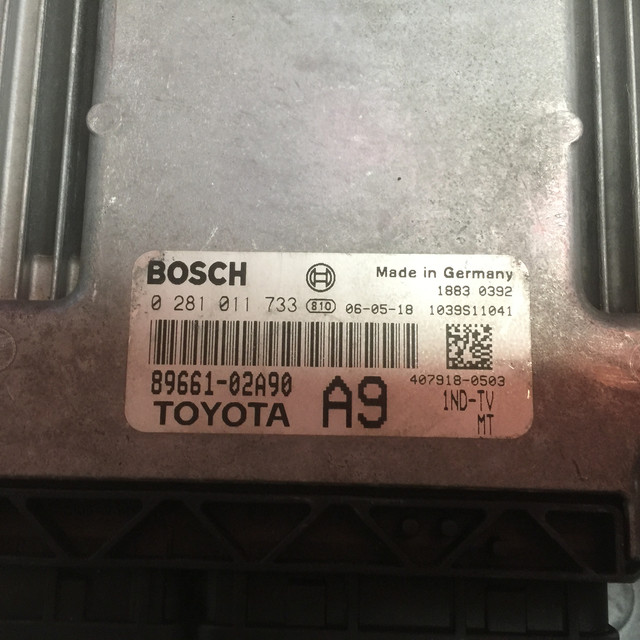 BOSCH
Made in Germany
1883 0392
0 281 011 733 810 06-05-18 1039S11041
89661-02A90
407918-0503
TOYOTA A9
1ND-TV
MT